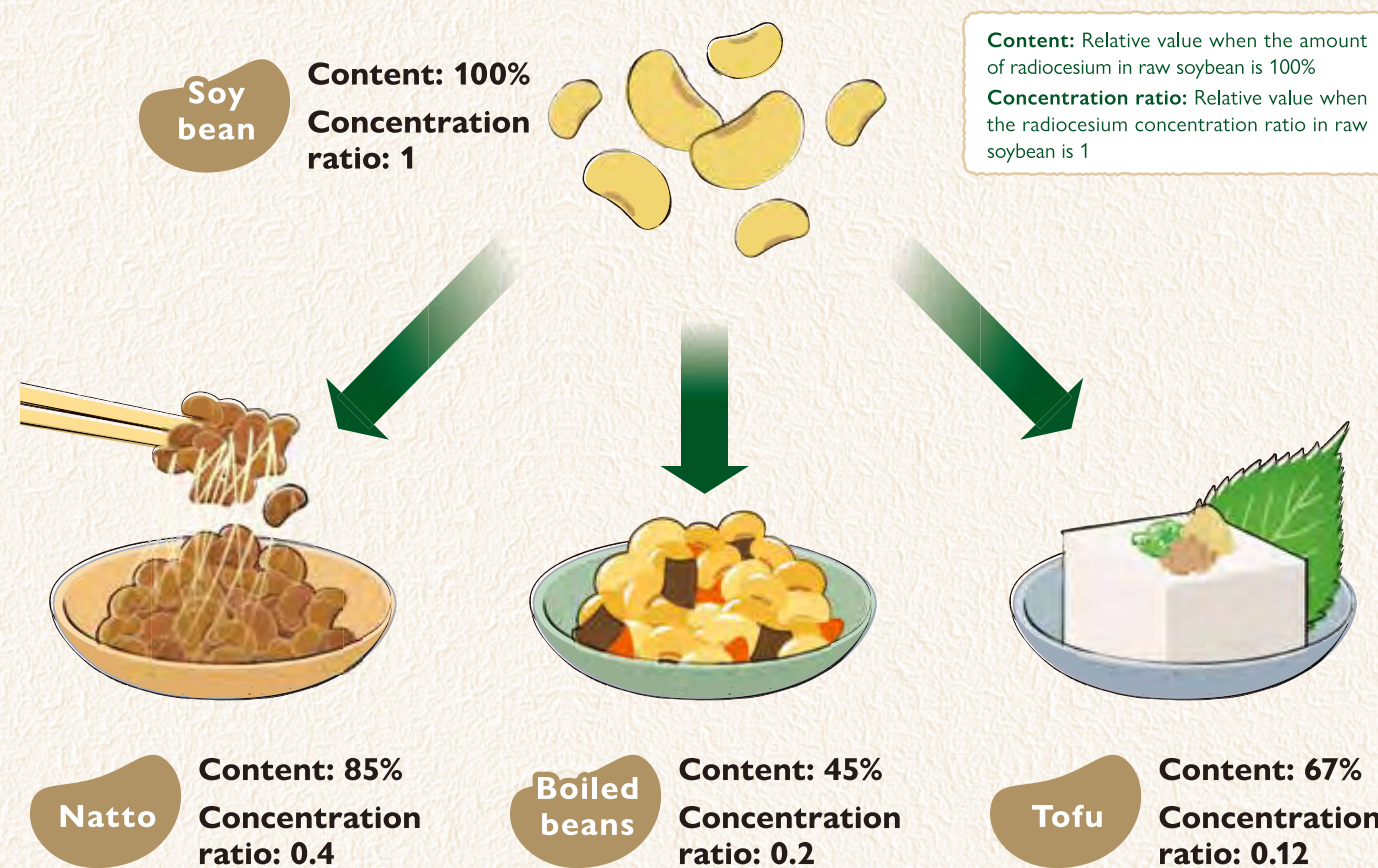 Soy
bean
Content: 100%
Concentration
ratio: 1
Content: Relative value when the amount
of radiocesium in raw soybean is 100%
Concentration ratio: Relative value when
the radiocesium concentration ratio in raw
soybean is 1
Natto
Content: 85%
Concentration
ratio: 0.4
Boiled
beans
Content: 45%
Concentration
ratio: 0.2
Tofu
Content: 67%
Concentration
ratio: 0.12